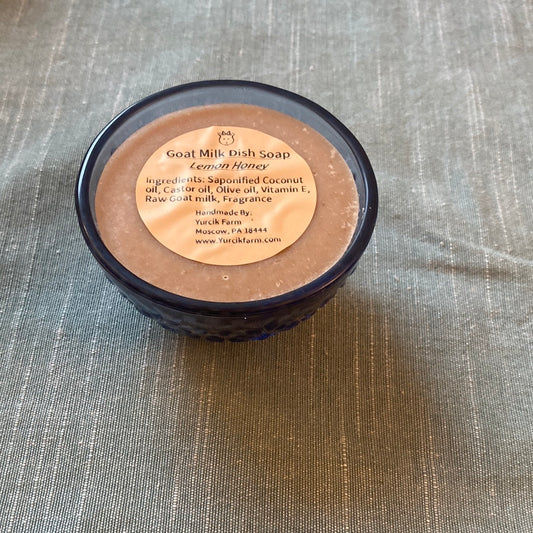 Goat Milk Dish Soap
Lemon Honey
Ingredients: Saponified Coconut
oil, Castor oil, Olive oil, Vitamin E,
Raw Goat milk, Fragrance
Handmade By:
Yurcik Farm
Moscow, PA 18444
www.Yurcikfarm.com